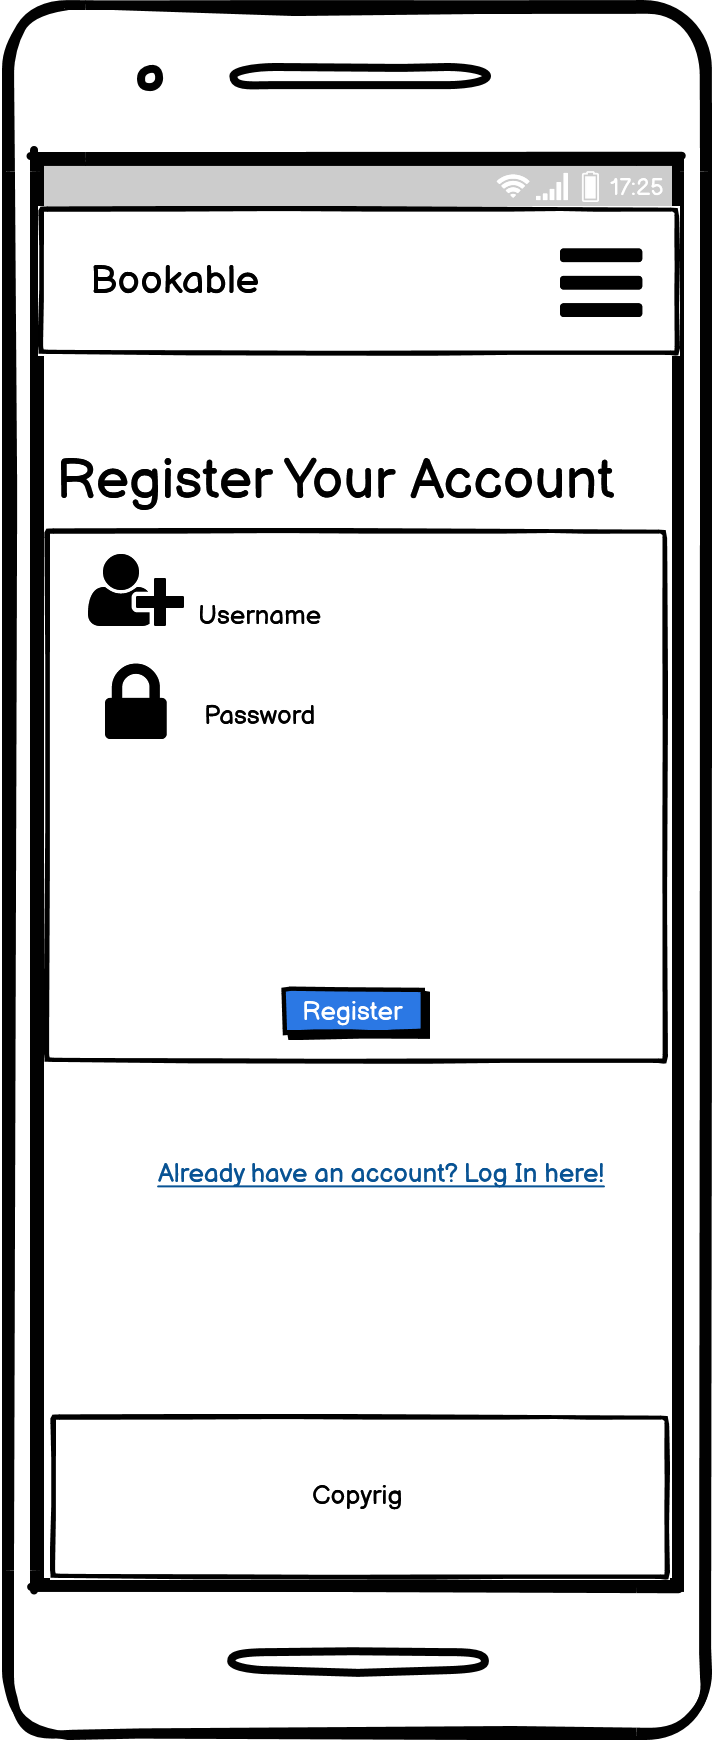 17:25
Bookable
Register Your Account
Username
Password
Register
Already have an account? Log In here!
Copyrig